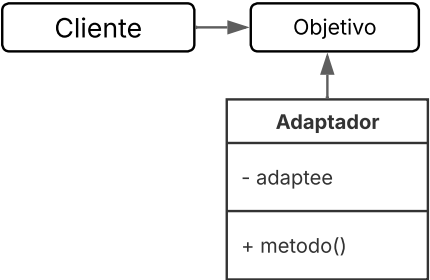 Cliente
Objetivo
Adaptador
- adaptee
+ metodo()